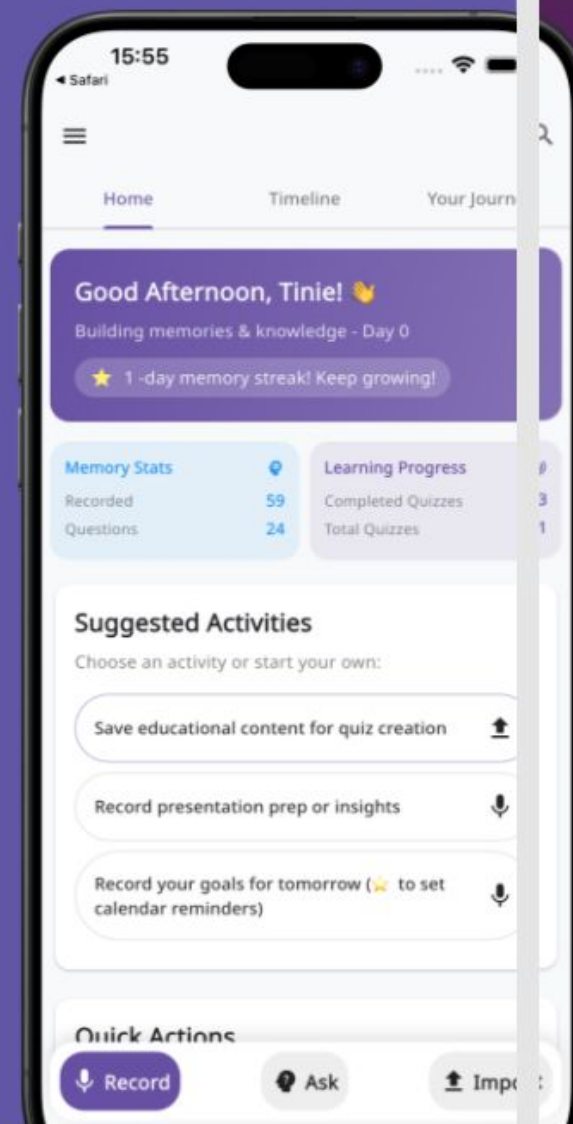 15:55
Safari
Home Timeline Your Journ
Good Afternoon, Tinie! 👋
Building memories & knowledge - Day 0
⭐ 1 -day memory streak! Keep growing!
Memory Stats
Recorded 59
Questions 24
Learning Progress
Completed Quizzes 3
Total Quizzes 1
Suggested Activities
Choose an activity or start your own:
Save educational content for quiz creation
Record presentation prep or insights
Record your goals for tomorrow (⭐ to set
calendar reminders)
Quick Actions
Record Ask